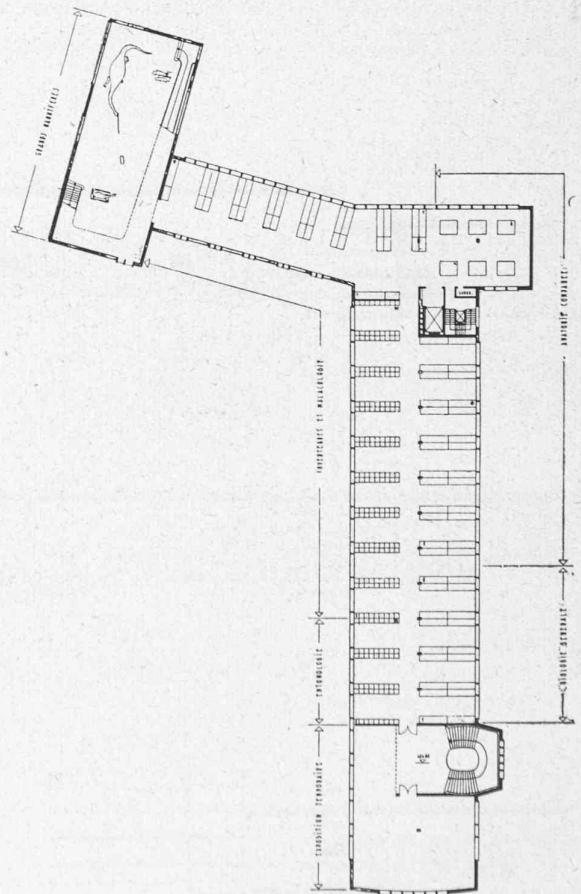 GRANDS MAMMIFÈRES
ANATOMIE COMPARÉE
INVERTÉBRÉS ET MALACOLOGIE
ENTOMOLOGIE
BIOLOGIE GÉNÉRALE
EXPOSITION TEMPORAIRE